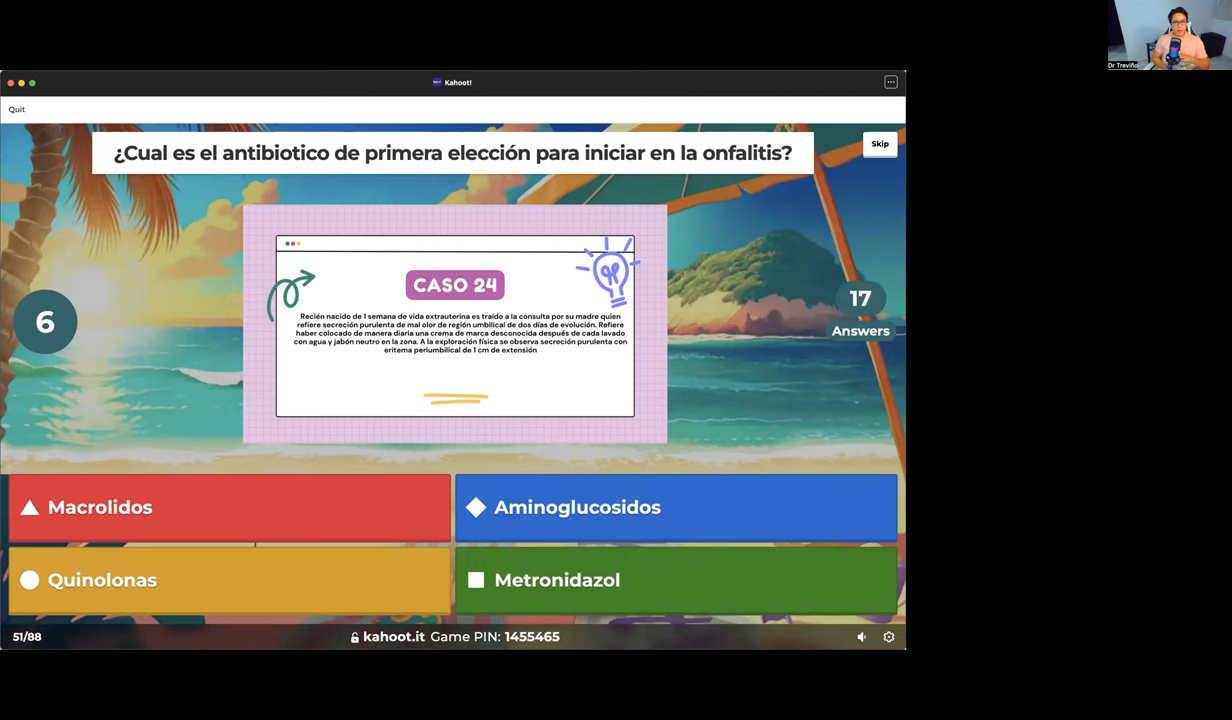 Dr Treviño
Kahoot!
Quit
¿Cual es el antibiotico de primera elección para iniciar en la onfalitis?
Skip
CASO 24
Recién nacido de 1 semana de vida extrauterina es traído a la consulta por su madre quien
refiere secreción purulenta de mal olor de región umbilical de dos días de evolución. Refiere
haber colocado de manera diaria una crema de marca desconocida después de cada lavado
con agua y jabón neutro en la zona. A la exploración física se observa secreción purulenta con
eritema periumbilical de 1 cm de extensión
6
17
Answers
Macrolidos
Aminoglucosidos
Quinolonas
Metronidazol
51/88
kahoot.it Game PIN: 1455465